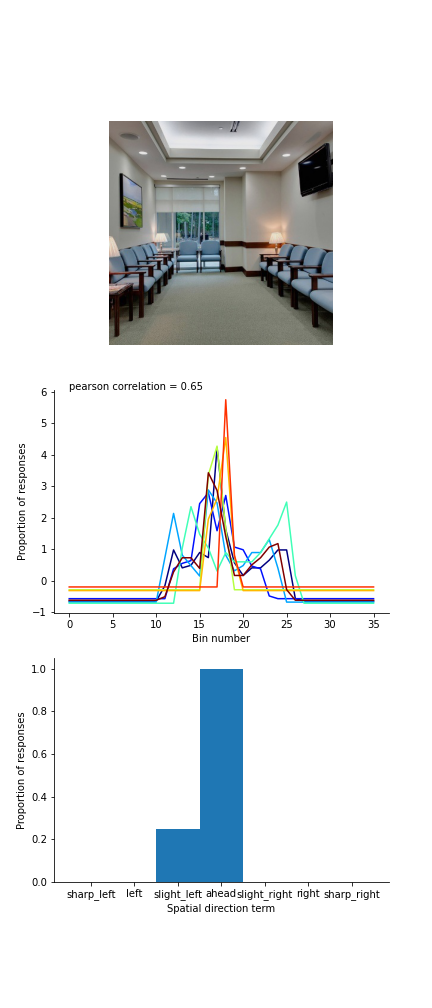 pearson correlation = 0.65
6
5
4
3
2
1
0
−1
Proportion of responses
0 5 10 15 20 25 30 35
Bin number
1.0
0.8
0.6
0.4
0.2
0.0
Proportion of responses
sharp_left left slight_left ahead slight_right right sharp_right
Spatial direction term